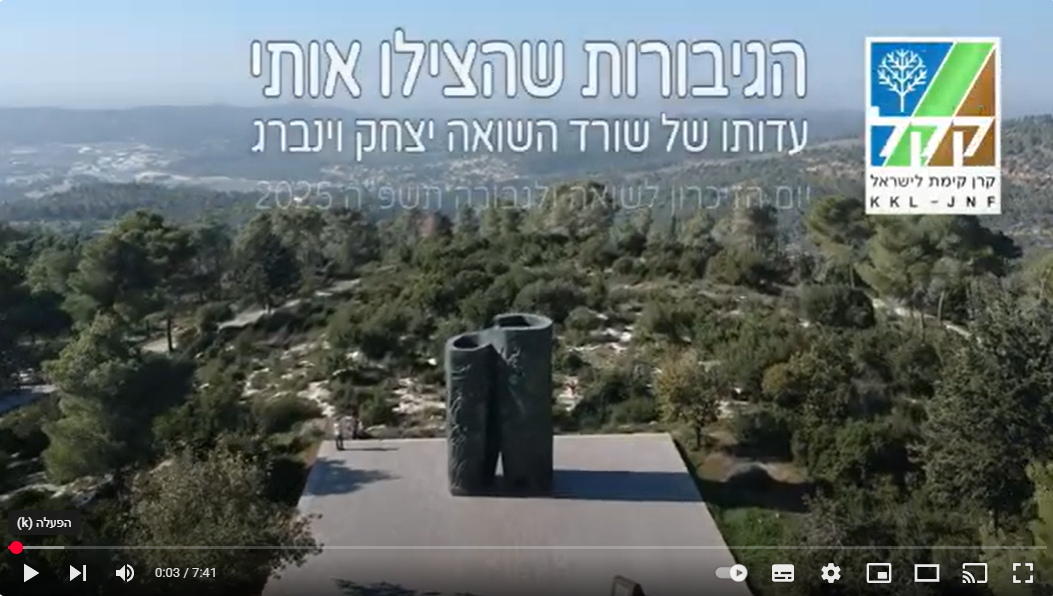 הגיבורות שהצילו אותי
עדותו של שורד השואה יצחק וינברג
יום הזיכרון לשואה ולגבורה תשפ"ה 2025
קקל
קרן קימת לישראל
KKL-JNF
הפעלה (k)
0:03 / 7:41